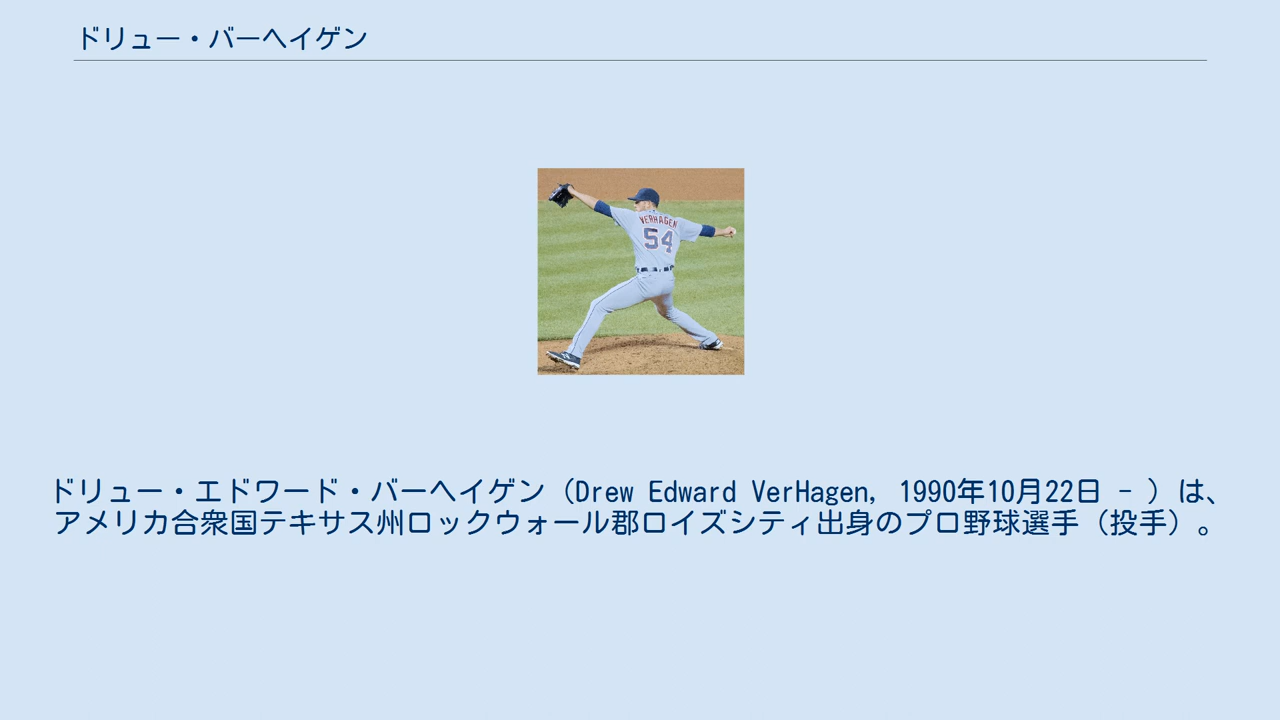 ドリュー・バーヘイゲン
VERHAGEN
54
ドリュー・エドワード・バーヘイゲン（Drew Edward VerHagen, 1990年10月22日 - ）は、
アメリカ合衆国テキサス州ロックウォール郡ロイズシティ出身のプロ野球選手（投手）。